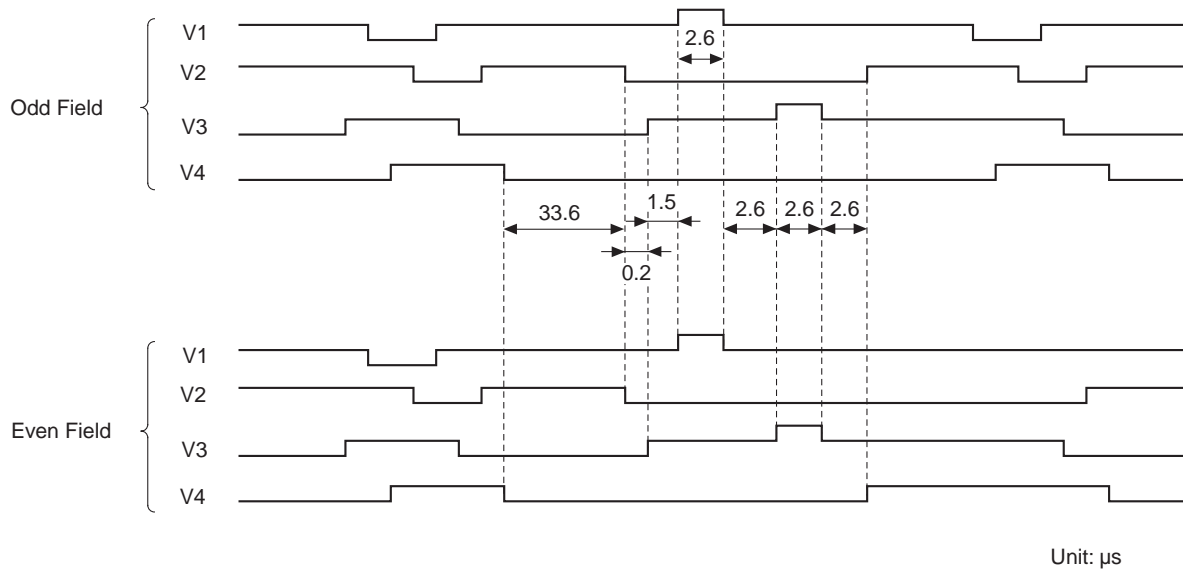 V1
2.6
V2
Odd Field
V3
V4
1.5
33.6
2.6
2.6
2.6
0.2
V1
V2
Even Field
V3
V4
Unit: µs